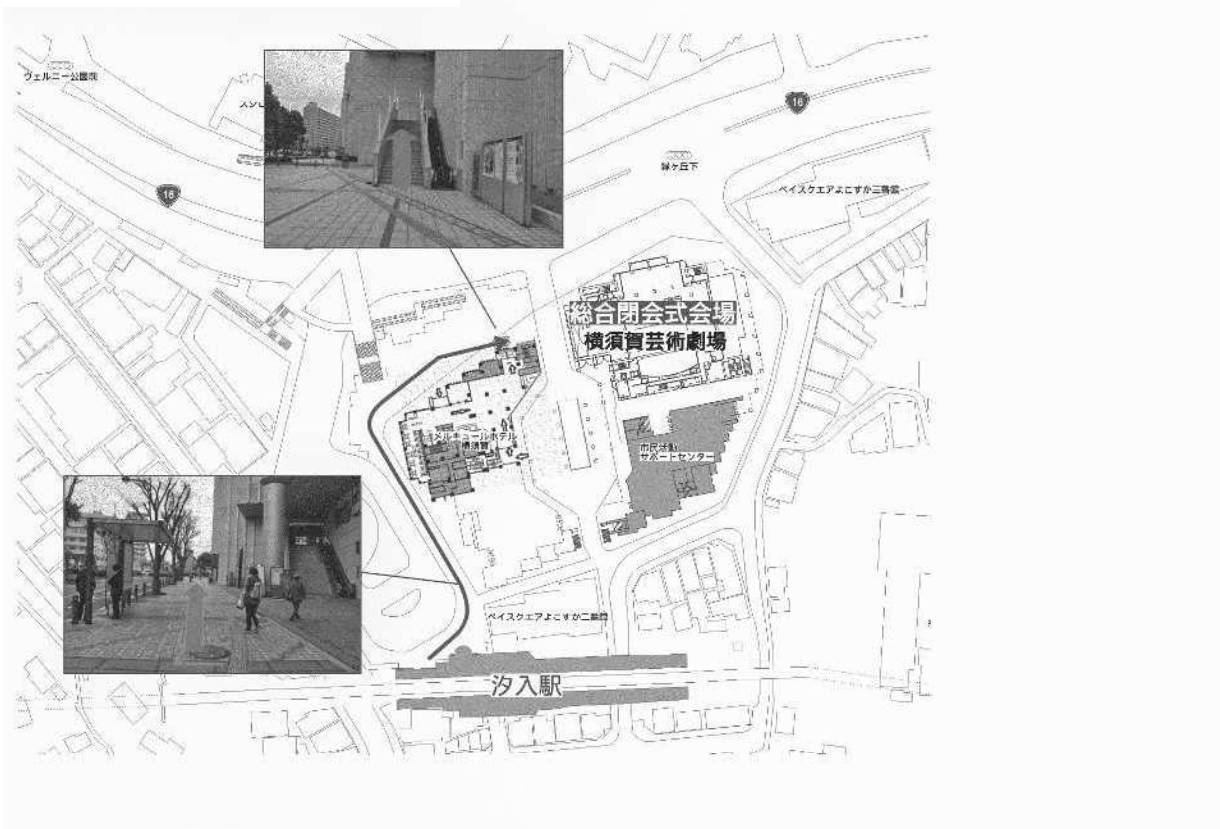 ヴェルニー公園前
16
緑ヶ丘下
ベイスクエアよこすか三番館
16
総合閉会式会場
横須賀芸術劇場
メルキュールホテル
横須賀
市民活動
サポートセンター
ベイスクエアよこすか二番館
汐入駅